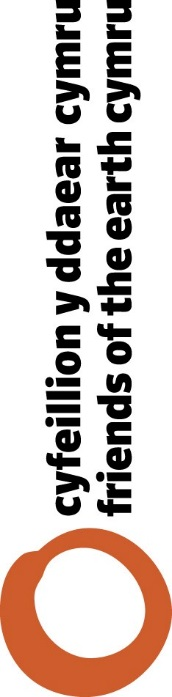 cyfeillion y ddaear cymru
friends of the earth cymru